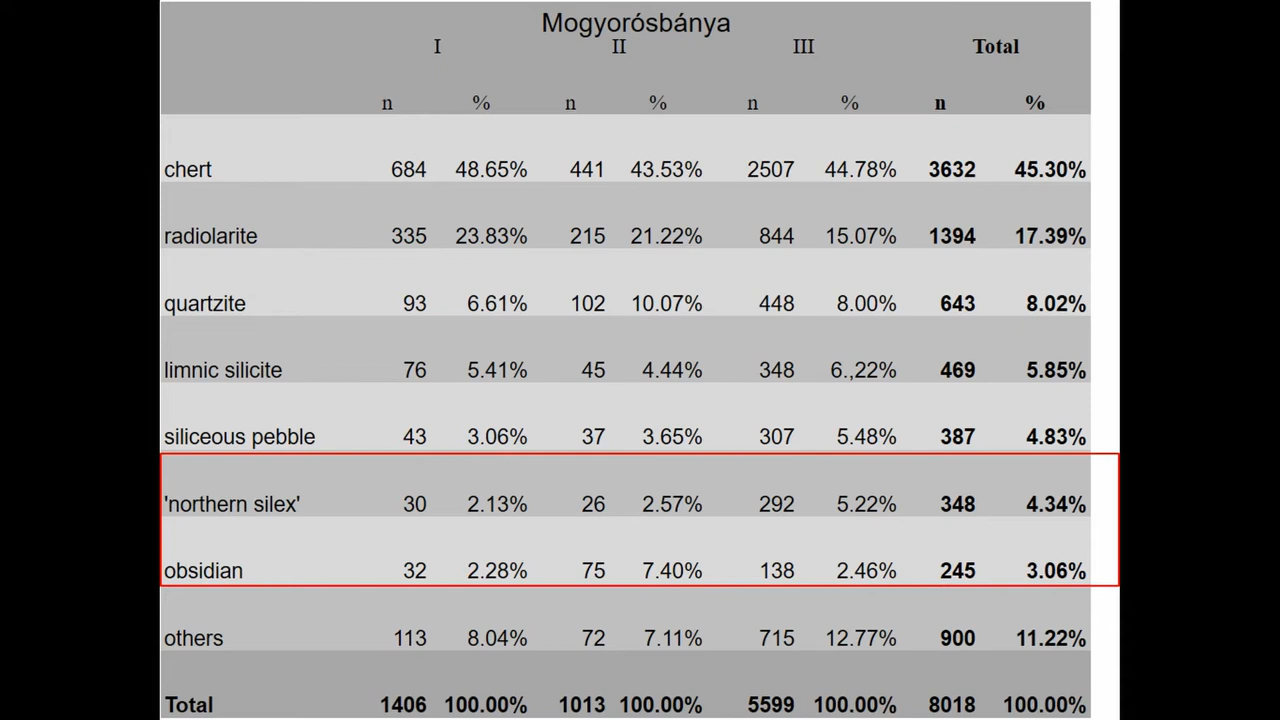 Mogyorósbánya
I II III Total
n % n % n % n %
chert 684 48.65% 441 43.53% 2507 44.78% 3632 45.30%
radiolarite 335 23.83% 215 21.22% 844 15.07% 1394 17.39%
quartzite 93 6.61% 102 10.07% 448 8.00% 643 8.02%
limnic silicite 76 5.41% 45 4.44% 348 6.,22% 469 5.85%
siliceous pebble 43 3.06% 37 3.65% 307 5.48% 387 4.83%
'northern silex' 30 2.13% 26 2.57% 292 5.22% 348 4.34%
obsidian 32 2.28% 75 7.40% 138 2.46% 245 3.06%
others 113 8.04% 72 7.11% 715 12.77% 900 11.22%
Total 1406 100.00% 1013 100.00% 5599 100.00% 8018 100.00%